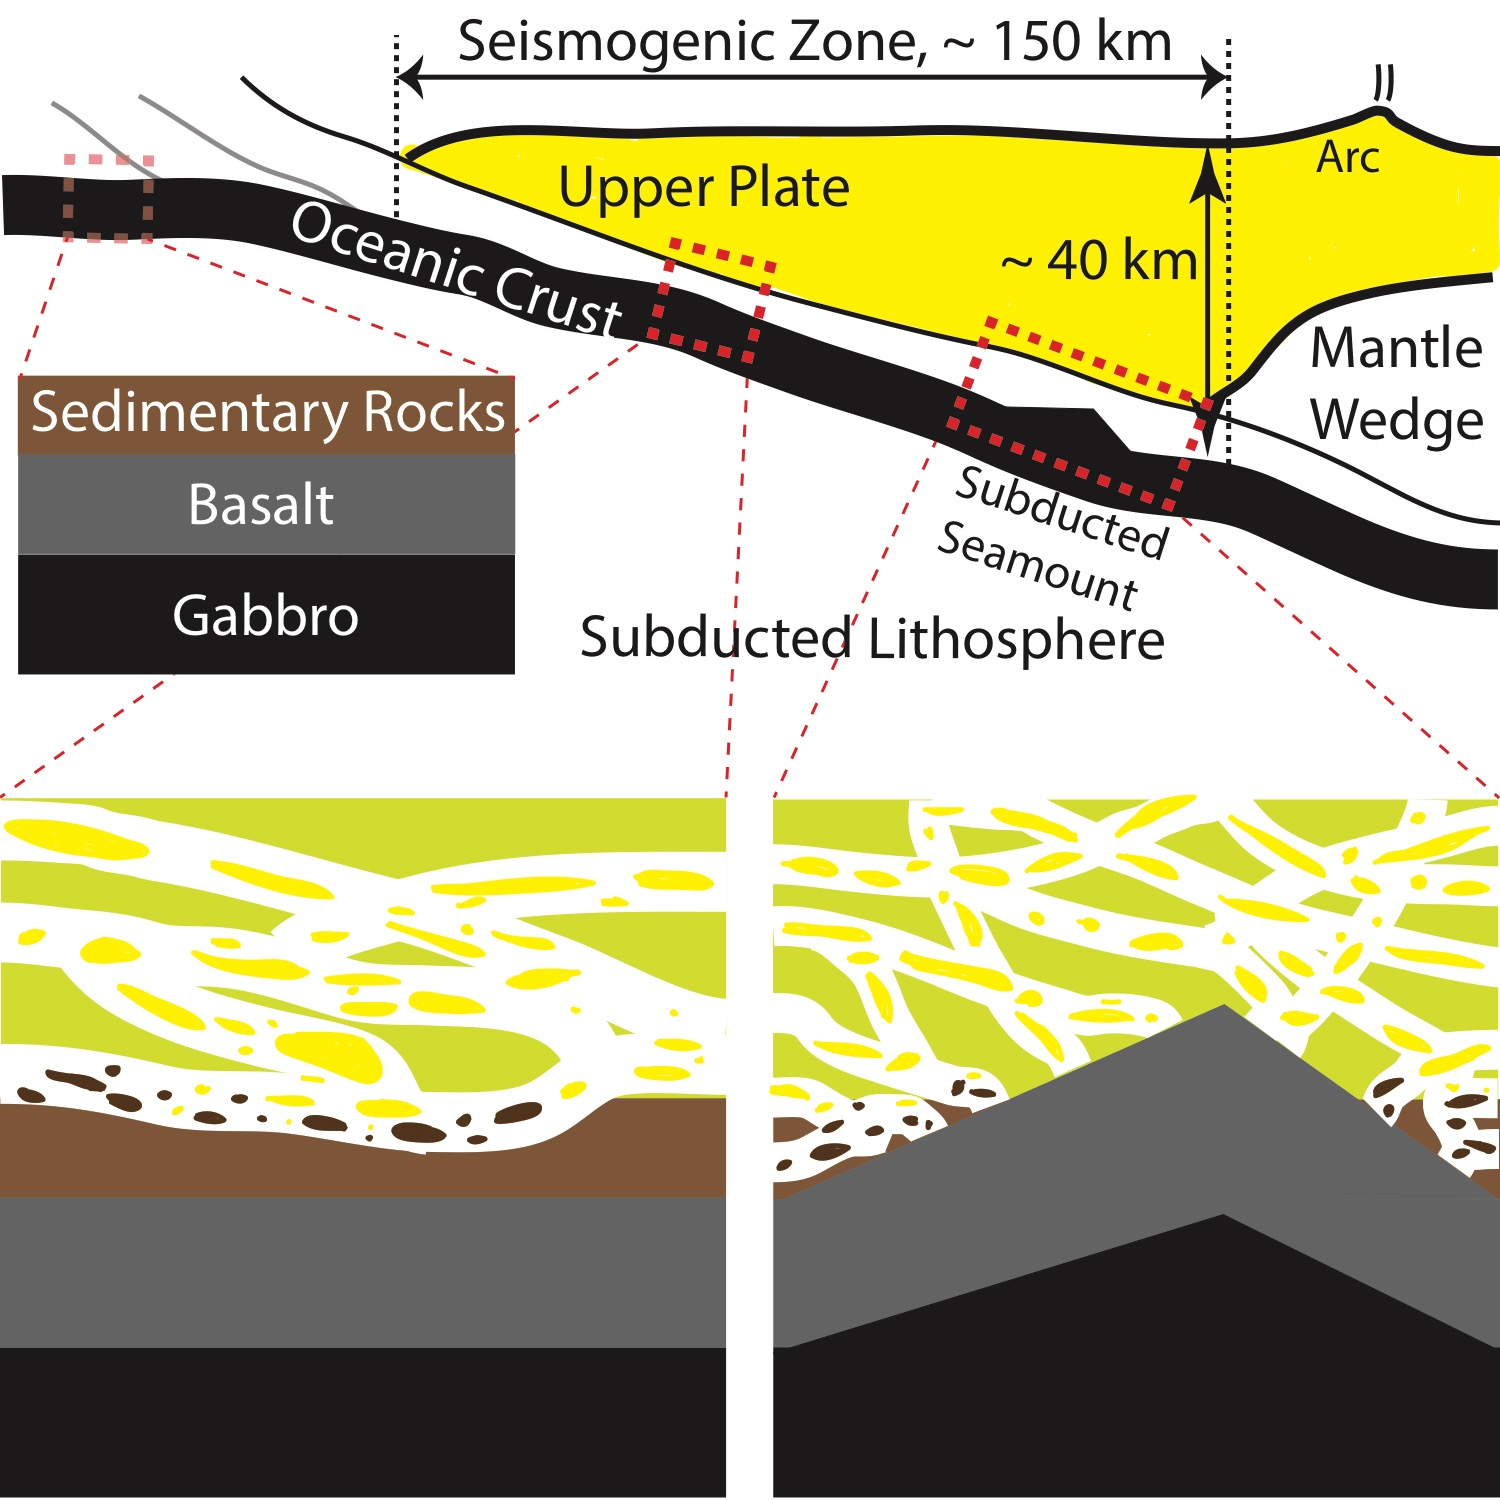 Seismogenic Zone, ~ 150 km
Arc
Upper Plate
~ 40 km
Oceanic Crust
Mantle
Wedge
Sedimentary Rocks
Basalt
Gabbro
Subducted
Seamount
Subducted Lithosphere